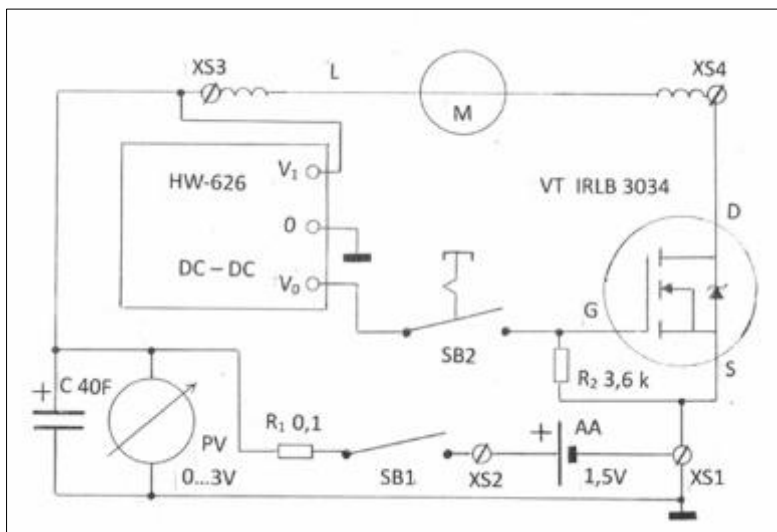 XS3
L
M
XS4
HW-626
V₁
0
DC – DC
V₀
VT IRLB 3034
D
G
S
SB2
R₂ 3,6 k
C 40F
+
PV
0...3V
R₁ 0,1
SB1
XS2
+
AA
1,5V
XS1